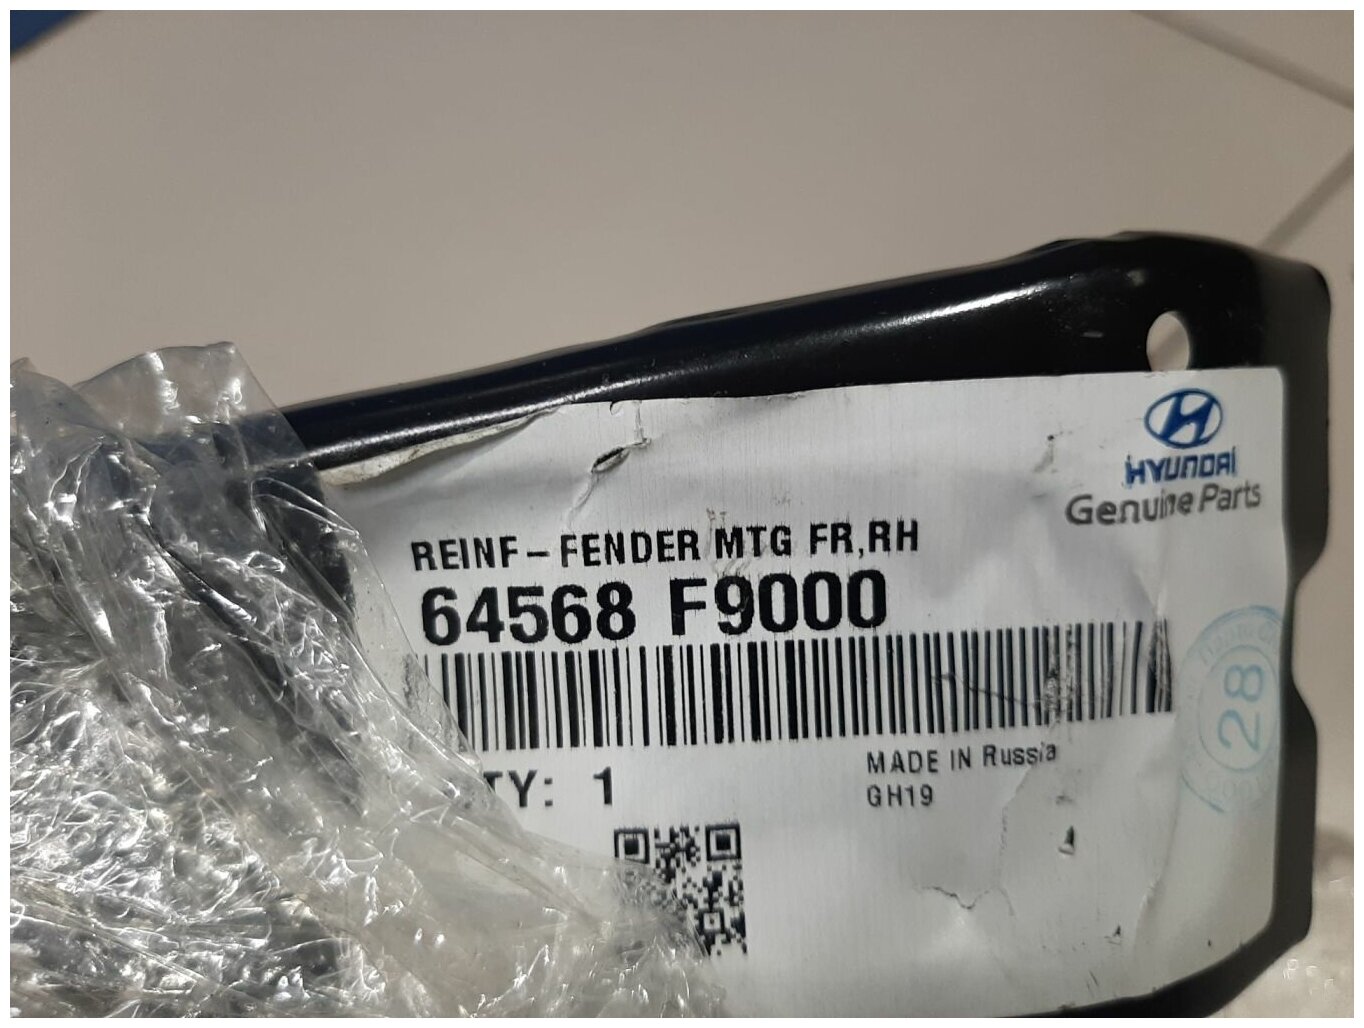 HYUNDAI
Genuine Parts
REINF-FENDER MTG FR,RH
64568 F9000
TY: 1
MADE IN Russia
GH19
28